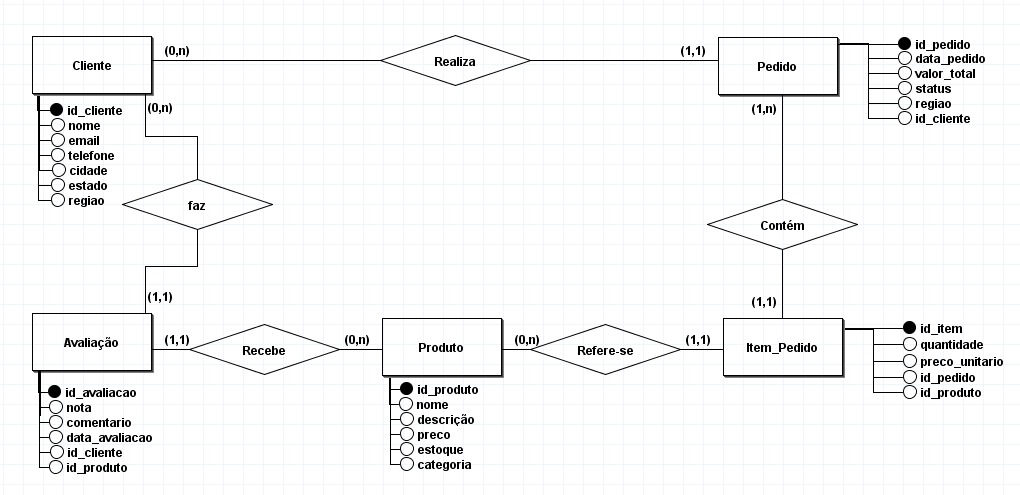 Cliente
(0,n)
Realiza
(1,1)
Pedido
id_pedido
data_pedido
valor_total
status
regiao
id_cliente
id_cliente
nome
email
telefone
cidade
estado
regiao
(0,n)
faz
(1,1)
(1,n)
Contém
(1,1)
Avaliação
(1,1)
Recebe
(0,n)
Produto
(0,n)
Refere-se
(1,1)
Item_Pedido
id_item
quantidade
preco_unitario
id_pedido
id_produto
id_avaliacao
nota
comentario
data_avaliacao
id_cliente
id_produto
id_produto
nome
descrição
preco
estoque
categoria